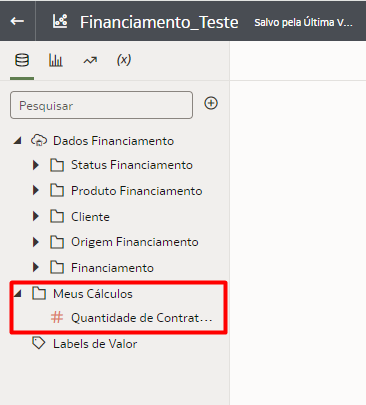 Financiamento_Teste Salvo pela Última V...
(x)
Pesquisar
Dados Financiamento
Status Financiamento
Produto Financiamento
Cliente
Origem Financiamento
Financiamento
Meus Cálculos
# Quantidade de Contrat...
Labels de Valor